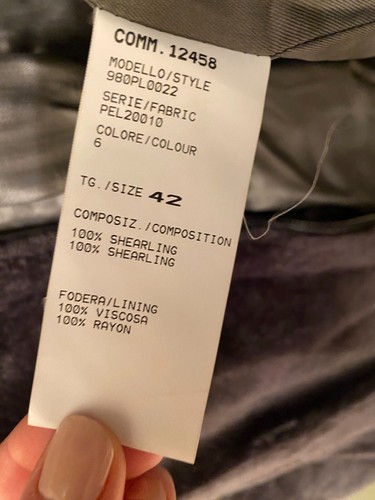 COMM.12458
MODELLO/STYLE
980PL0022
SERIE/FABRIC
PEL20010
COLORE/COLOUR
6
TG./SIZE 42
COMPOSIZ./COMPOSITION
100% SHEARLING
100% SHEARLING
FODERA/LINING
100% VISCOSA
100% RAYON